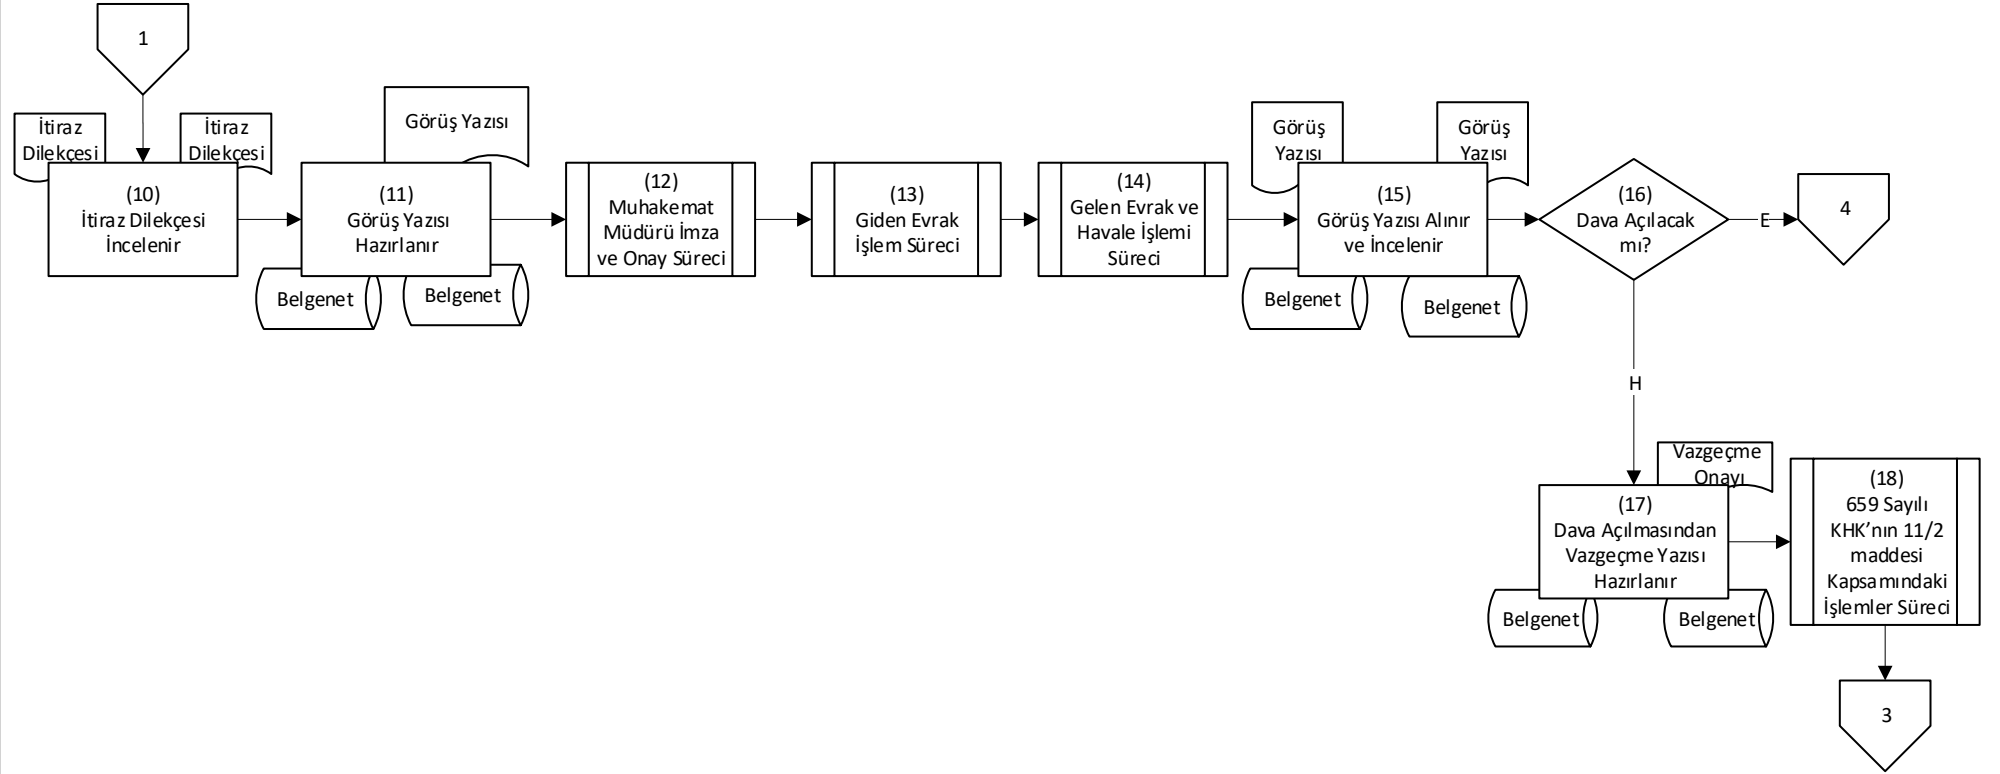 1
İtiraz
Dilekçesi
İtiraz
Dilekçesi
(10)
İtiraz Dilekçesi
İncelenir
Görüş Yazısı
(11)
Görüş Yazısı
Hazırlanır
Belgenet
Belgenet
(12)
Muhakemat
Müdürü İmza
ve Onay Süreci
(13)
Giden Evrak
İşlem Süreci
(14)
Gelen Evrak ve
Havale İşlemi
Süreci
Görüş
Yazısı
Görüş
Yazısı
(15)
Görüş Yazısı Alınır
ve İncelenir
Belgenet
Belgenet
(16)
Dava Açılacak
mı?
E
4
H
Vazgeçme
Onayı
(17)
Dava Açılmasından
Vazgeçme Yazısı
Hazırlanır
Belgenet
Belgenet
(18)
659 Sayılı
KHK’nın 11/2
maddesi
Kapsamındaki
İşlemler Süreci
3